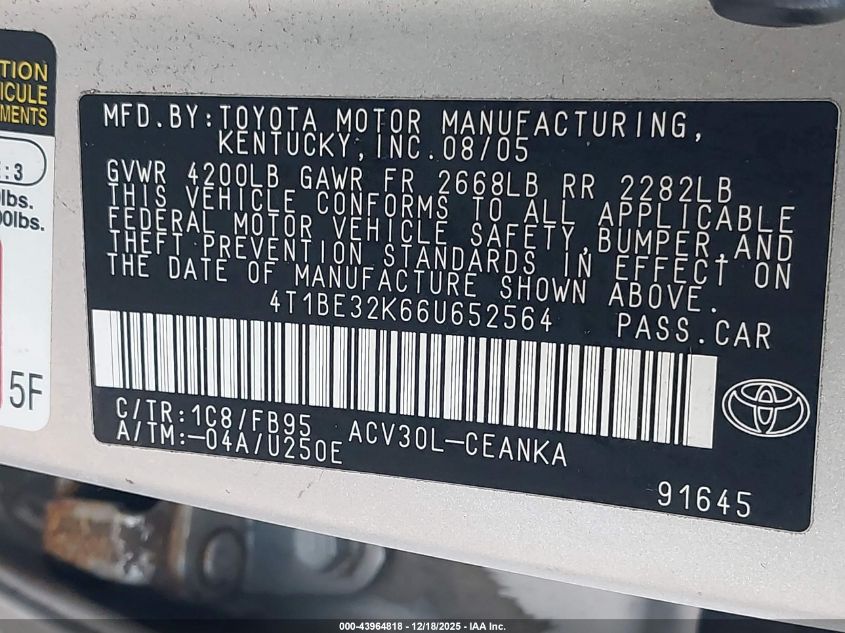 TION
VEHICULE
MENTS
:3
lbs.
00lbs.
5F
MFD.BY:TOYOTA MOTOR MANUFACTURING,
KENTUCKY,INC.08/05
GVWR 4200LB GAWR FR 2668LB RR 2282LB
THIS VEHICLE CONFORMS TO ALL APPLICABLE
FEDERAL MOTOR VEHICLE SAFETY,BUMPER,AND
THEFT PREVENTION STANDARDS IN EFFECT ON
THE DATE OF MANUFACTURE SHOWN ABOVE.
4T1BE32K66U652564 PASS.CAR
C/TR:1C8/FB95 ACV30L-CEANKA
A/TM:-04A/U250E
91645
000-43964818 - 12/18/2025 - IAA Inc.